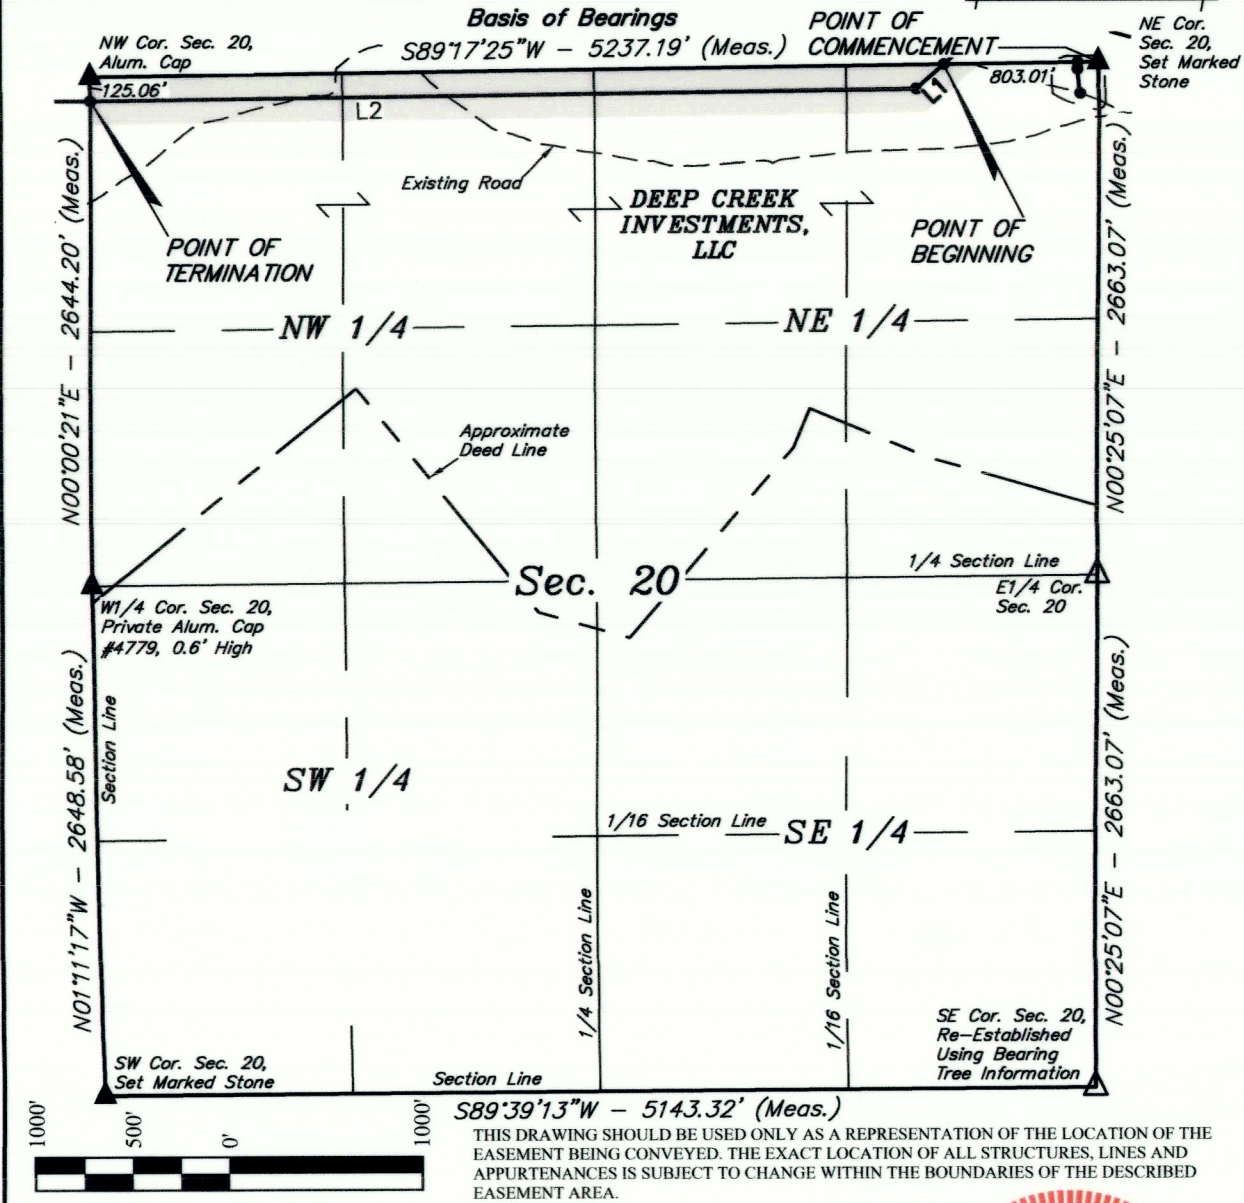 Basis of Bearings
S89°17'25"W - 5237.19' (Meas.)
POINT OF
COMMENCEMENT
NE Cor.
Sec. 20,
Set Marked
Stone
NW Cor. Sec. 20,
Alum. Cap
125.06'
803.01'
L1
L2
Existing Road
DEEP CREEK
INVESTMENTS,
LLC
POINT OF
TERMINATION
POINT OF
BEGINNING
N00°00'21"E - 2644.20' (Meas.)
N00°25'07"E - 2663.07' (Meas.)
NW 1/4
NE 1/4
Approximate
Deed Line
Sec. 20
1/4 Section Line
E1/4 Cor.
Sec. 20
W1/4 Cor. Sec. 20,
Private Alum. Cap
#4779, 0.6' High
N01°11'17"W - 2648.58' (Meas.)
Section Line
SW 1/4
1/16 Section Line
SE 1/4
N00°25'07"E - 2663.07' (Meas.)
1/4 Section Line
1/16 Section Line
SE Cor. Sec. 20,
Re-Established
Using Bearing
Tree Information
SW Cor. Sec. 20,
Set Marked Stone
Section Line
S89°39'13"W - 5143.32' (Meas.)
1000'
500'
0'
1000'
THIS DRAWING SHOULD BE USED ONLY AS A REPRESENTATION OF THE LOCATION OF THE
EASEMENT BEING CONVEYED. THE EXACT LOCATION OF ALL STRUCTURES, LINES AND
APPURTENANCES IS SUBJECT TO CHANGE WITHIN THE BOUNDARIES OF THE DESCRIBED
EASEMENT AREA.